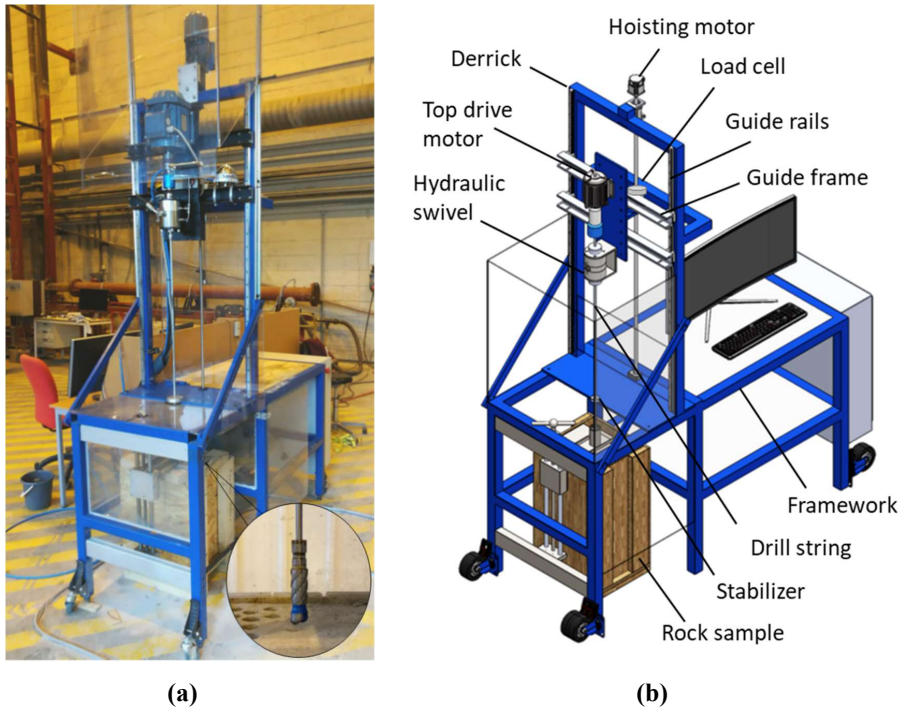 Hoisting motor
Derrick
Load cell
Top drive
motor
Guide rails
Hydraulic
swivel
Guide frame
Framework
Drill string
Stabilizer
Rock sample
(a)
(b)